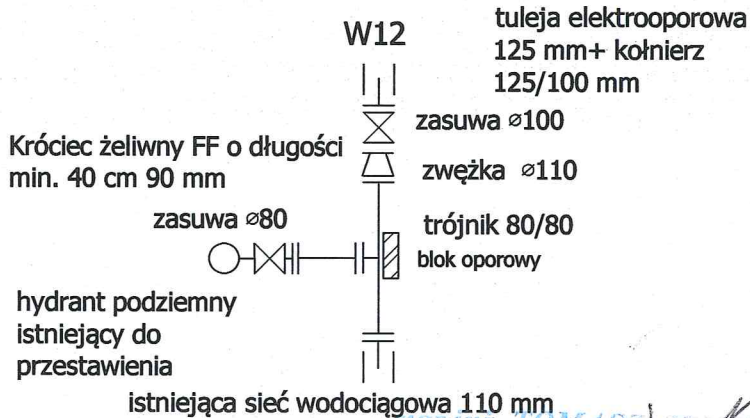 W12
tuleja elektrooporowa
125 mm+ kołnierz
125/100 mm
zasuwa ⌀100
Króciec żeliwny FF o długości
min. 40 cm 90 mm
zwężka ⌀110
zasuwa ⌀80
trójnik 80/80
blok oporowy
hydrant podziemny
istniejący do
przestawienia
istniejąca sieć wodociągowa 110 mm